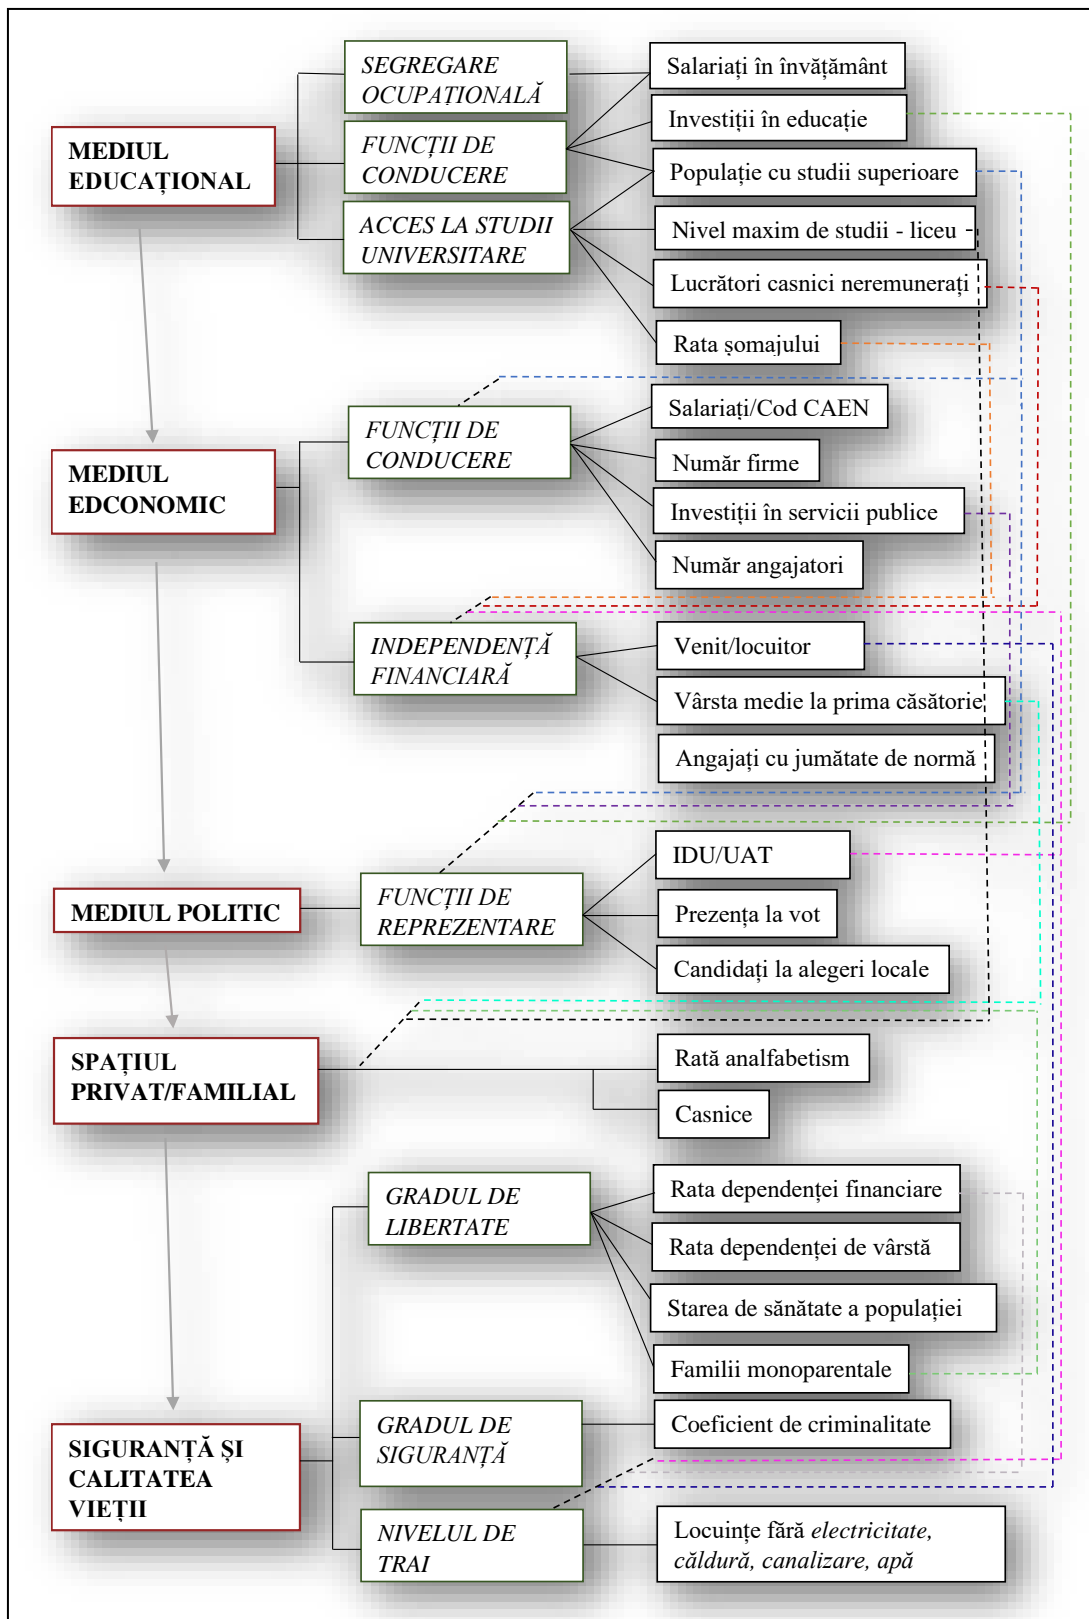 SEGREGARE
OCUPAȚIONALĂ
Salariați în învățământ
Investiții în educație
MEDIUL
EDUCAȚIONAL
FUNCȚII DE
CONDUCERE
Populație cu studii superioare
ACCES LA STUDII
UNIVERSITARE
Nivel maxim de studii - liceu
Lucrători casnici neremunerați
Rata șomajului
MEDIUL
EDCONOMIC
FUNCȚII DE
CONDUCERE
Salariați/Cod CAEN
Număr firme
Investiții în servicii publice
Număr angajatori
INDEPENDENȚĂ
FINANCIARĂ
Venit/locuitor
Vârsta medie la prima căsătorie
Angajați cu jumătate de normă
MEDIUL POLITIC
FUNCȚII DE
REPREZENTARE
IDU/UAT
Prezența la vot
Candidați la alegeri locale
SPAȚIUL
PRIVAT/FAMILIAL
Rată analfabetism
Casnice
GRADUL DE
LIBERTATE
Rata dependenței financiare
Rata dependenței de vârstă
Starea de sănătate a populației
Familii monoparentale
SIGURANȚĂ ȘI
CALITATEA
VIEȚII
GRADUL DE
SIGURANȚĂ
Coeficient de criminalitate
NIVELUL DE
TRAI
Locuințe fără electricitate,
căldură, canalizare, apă